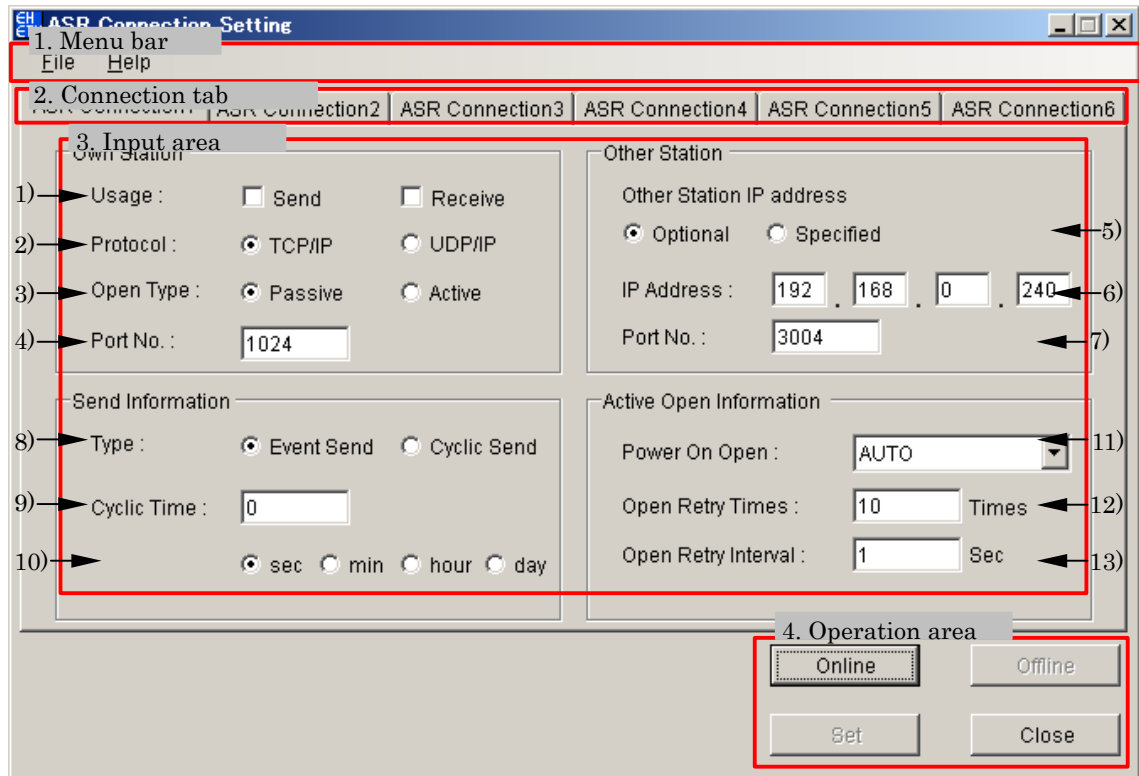 ASR Connection Setting
1. Menu bar
File Help
2. Connection tab
ASR Connection1 ASR Connection2 ASR Connection3 ASR Connection4 ASR Connection5 ASR Connection6
3. Input area
Own Station
Other Station
1) Usage : Send Receive
Other Station IP address
2) Protocol : TCP/IP UDP/IP
Optional Specified 5)
3) Open Type : Passive Active
IP Address : 192 . 168 . 0 . 240 6)
4) Port No. : 1024
Port No. : 3004 7)
Send Information
Active Open Information
8) Type : Event Send Cyclic Send
Power On Open : AUTO 11)
9) Cyclic Time : 0
Open Retry Times : 10 Times 12)
10) sec min hour day
Open Retry Interval : 1 Sec 13)
4. Operation area
Online Offline
Set Close